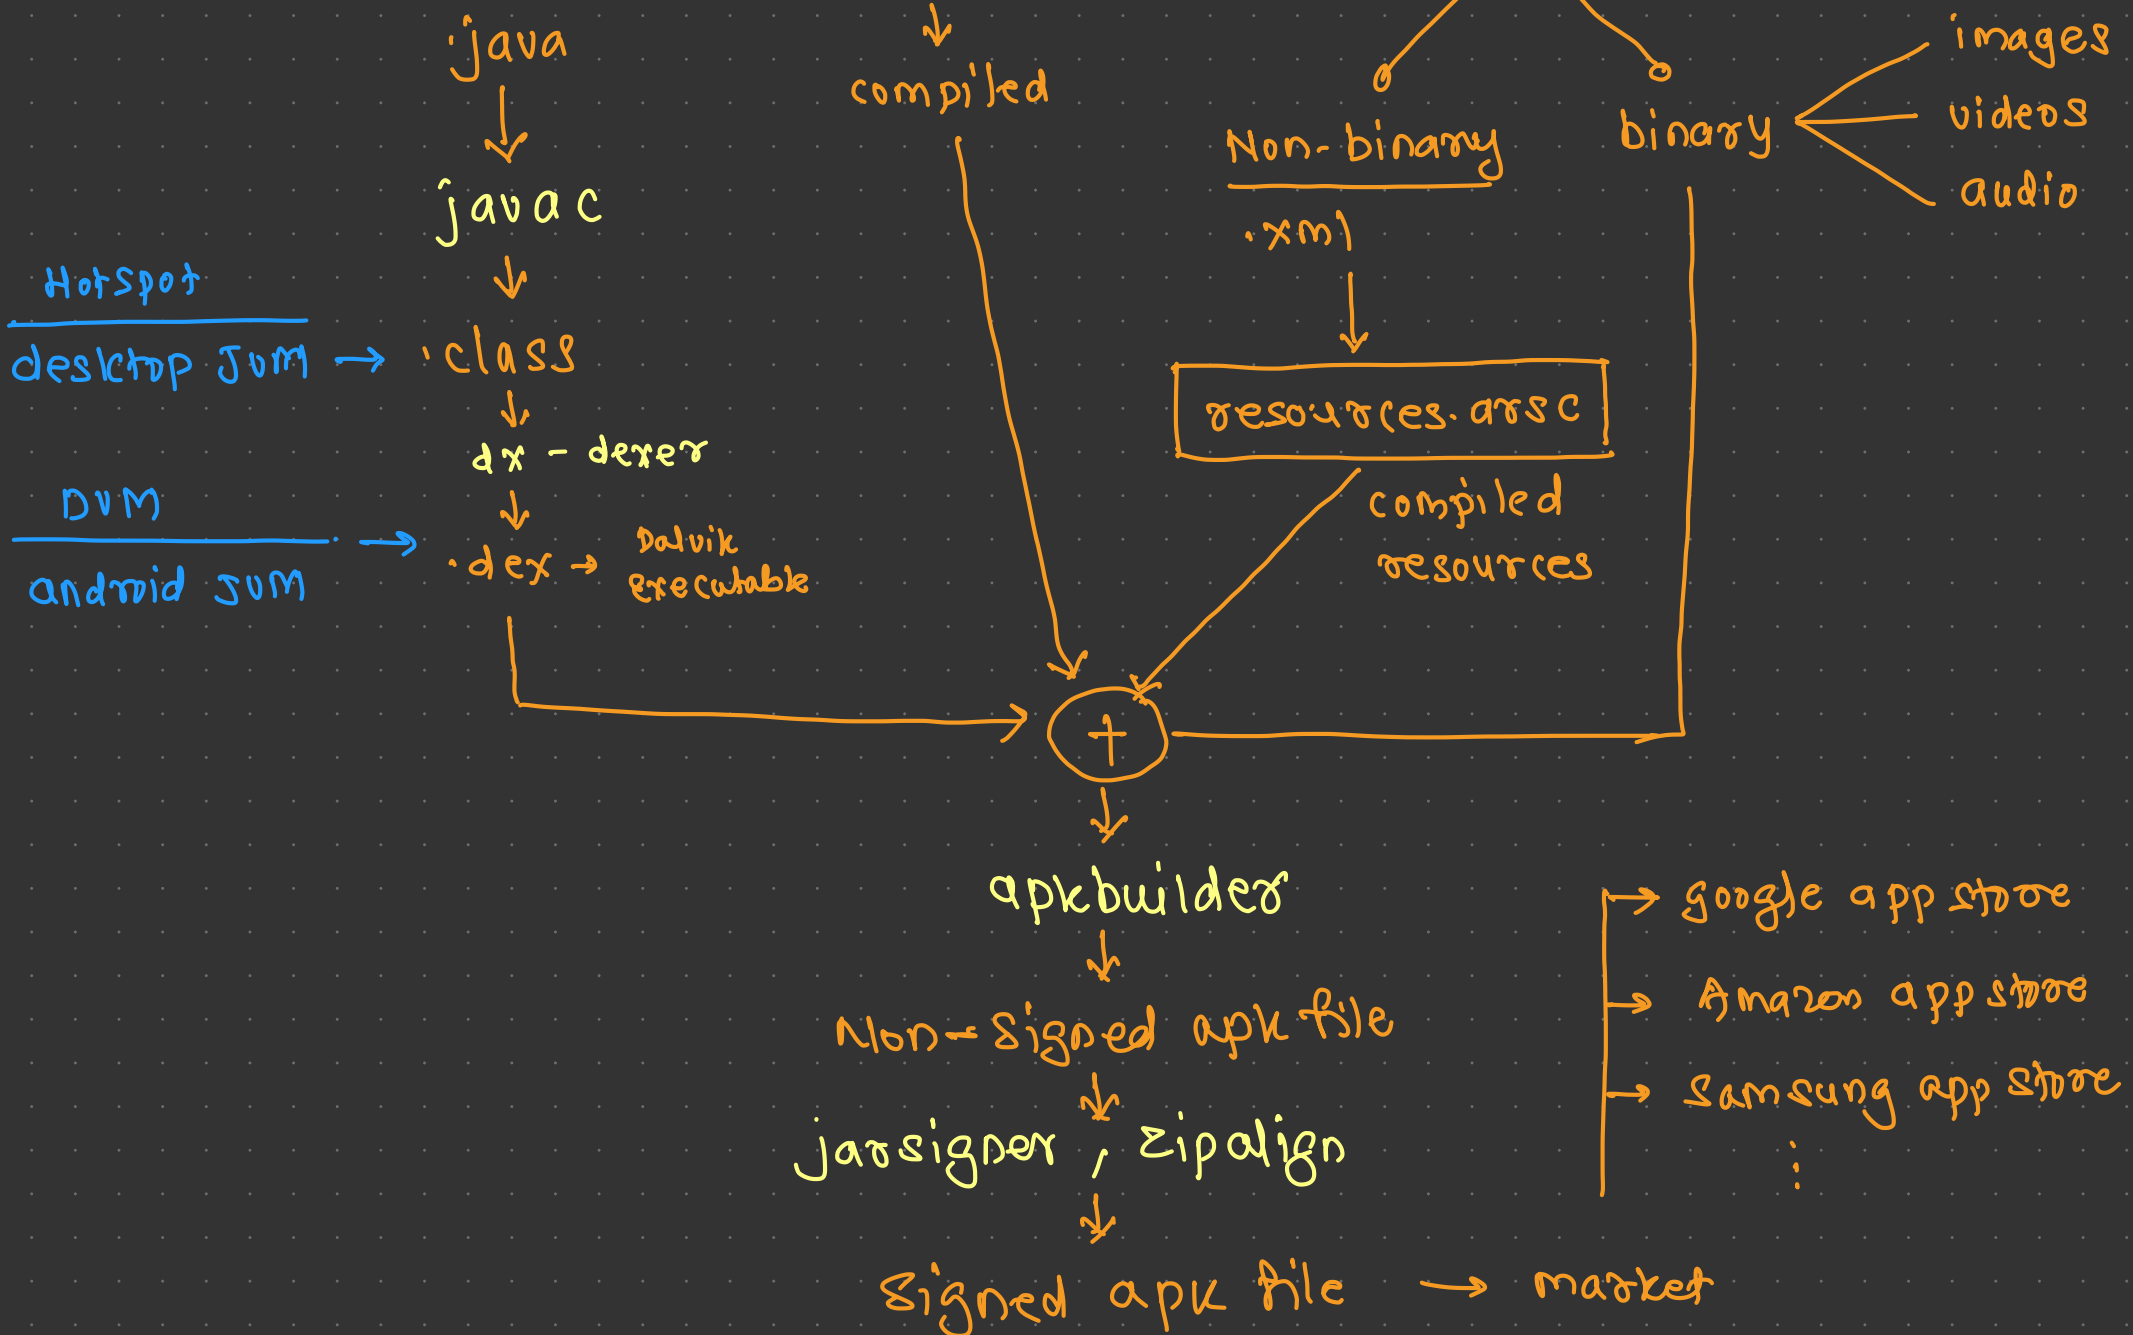 .java
compiled
images
videos
audio
Non-binary
binary
.xml
javac
Hotspot
desktop JVM
.class
resources.arsc
dx - dexer
compiled
resources
DVM
android JVM
.dex
Dalvik
Executable
+
apkbuilder
google app store
Non-signed apk file
Amazon app store
Samsung app store
jarsigner, zipalign
Signed apk file
market